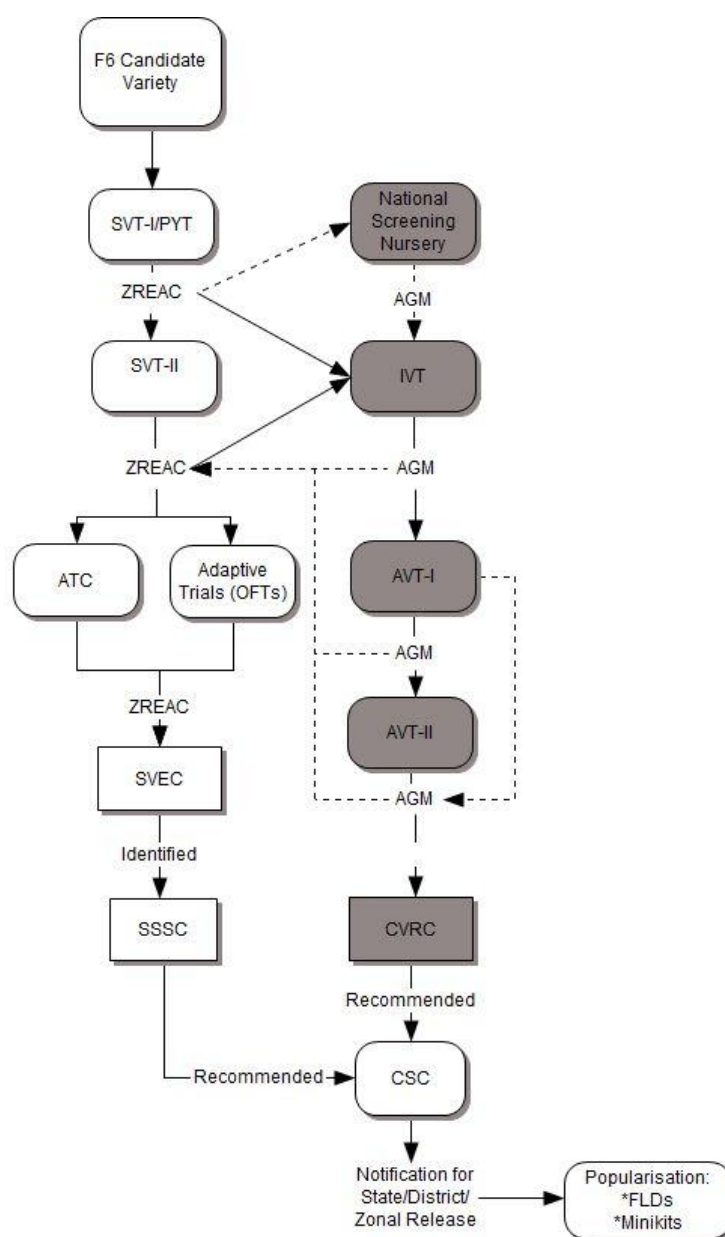 F6 Candidate
Variety
SVT-I/PYT
National
Screening
Nursery
ZREAC
AGM
SVT-II
IVT
ZREAC
AGM
ATC
Adaptive
Trials (OFTs)
AVT-I
AGM
ZREAC
AVT-II
SVEC
AGM
Identified
SSSC
CVRC
Recommended
Recommended
CSC
Notification for
State/District/
Zonal Release
Popularisation:
*FLDs
*Minikits